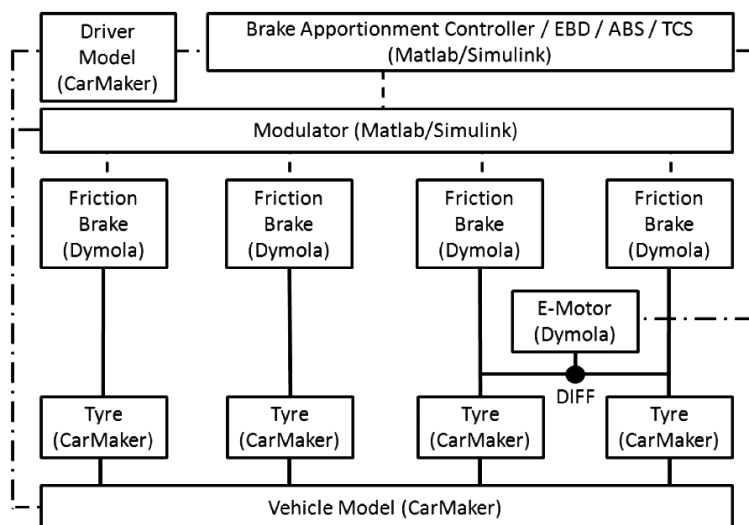 Driver
Model
(CarMaker)
Brake Apportionment Controller / EBD / ABS / TCS
(Matlab/Simulink)
Modulator (Matlab/Simulink)
Friction
Brake
(Dymola)
Friction
Brake
(Dymola)
Friction
Brake
(Dymola)
Friction
Brake
(Dymola)
E-Motor
(Dymola)
DIFF
Tyre
(CarMaker)
Tyre
(CarMaker)
Tyre
(CarMaker)
Tyre
(CarMaker)
Vehicle Model (CarMaker)